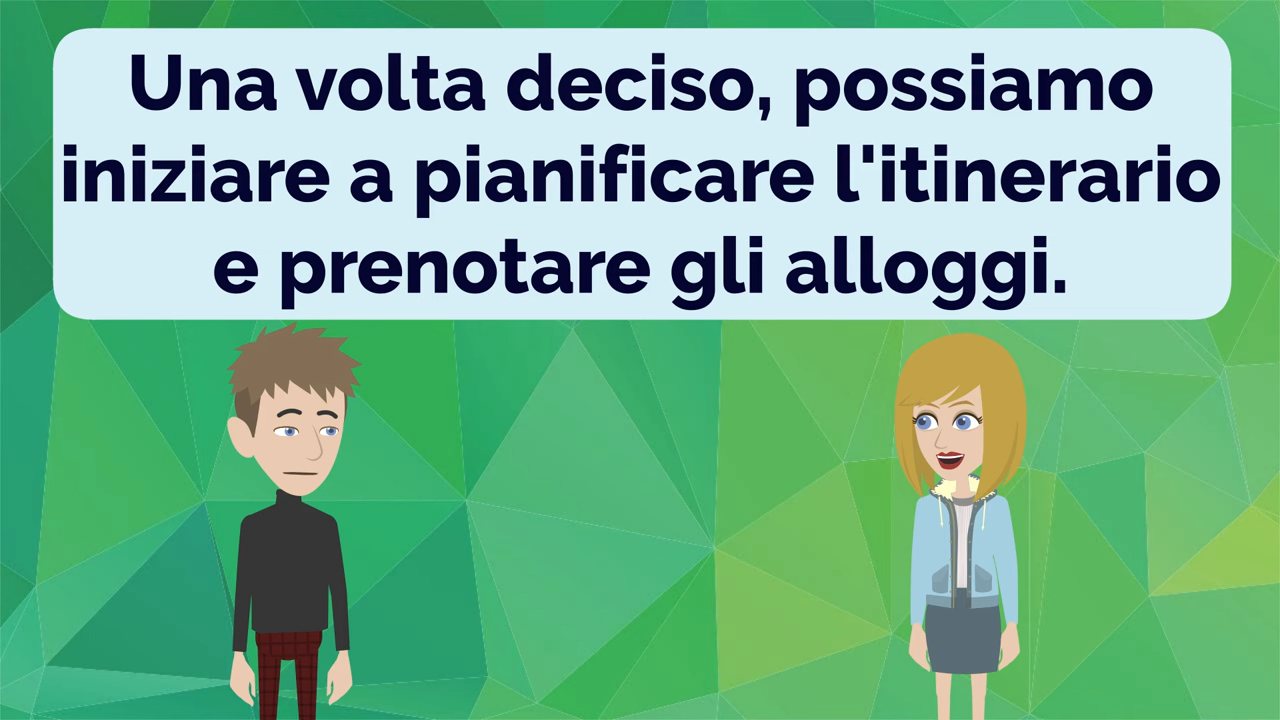 Una volta deciso, possiamo
iniziare a pianificare l'itinerario
e prenotare gli alloggi.